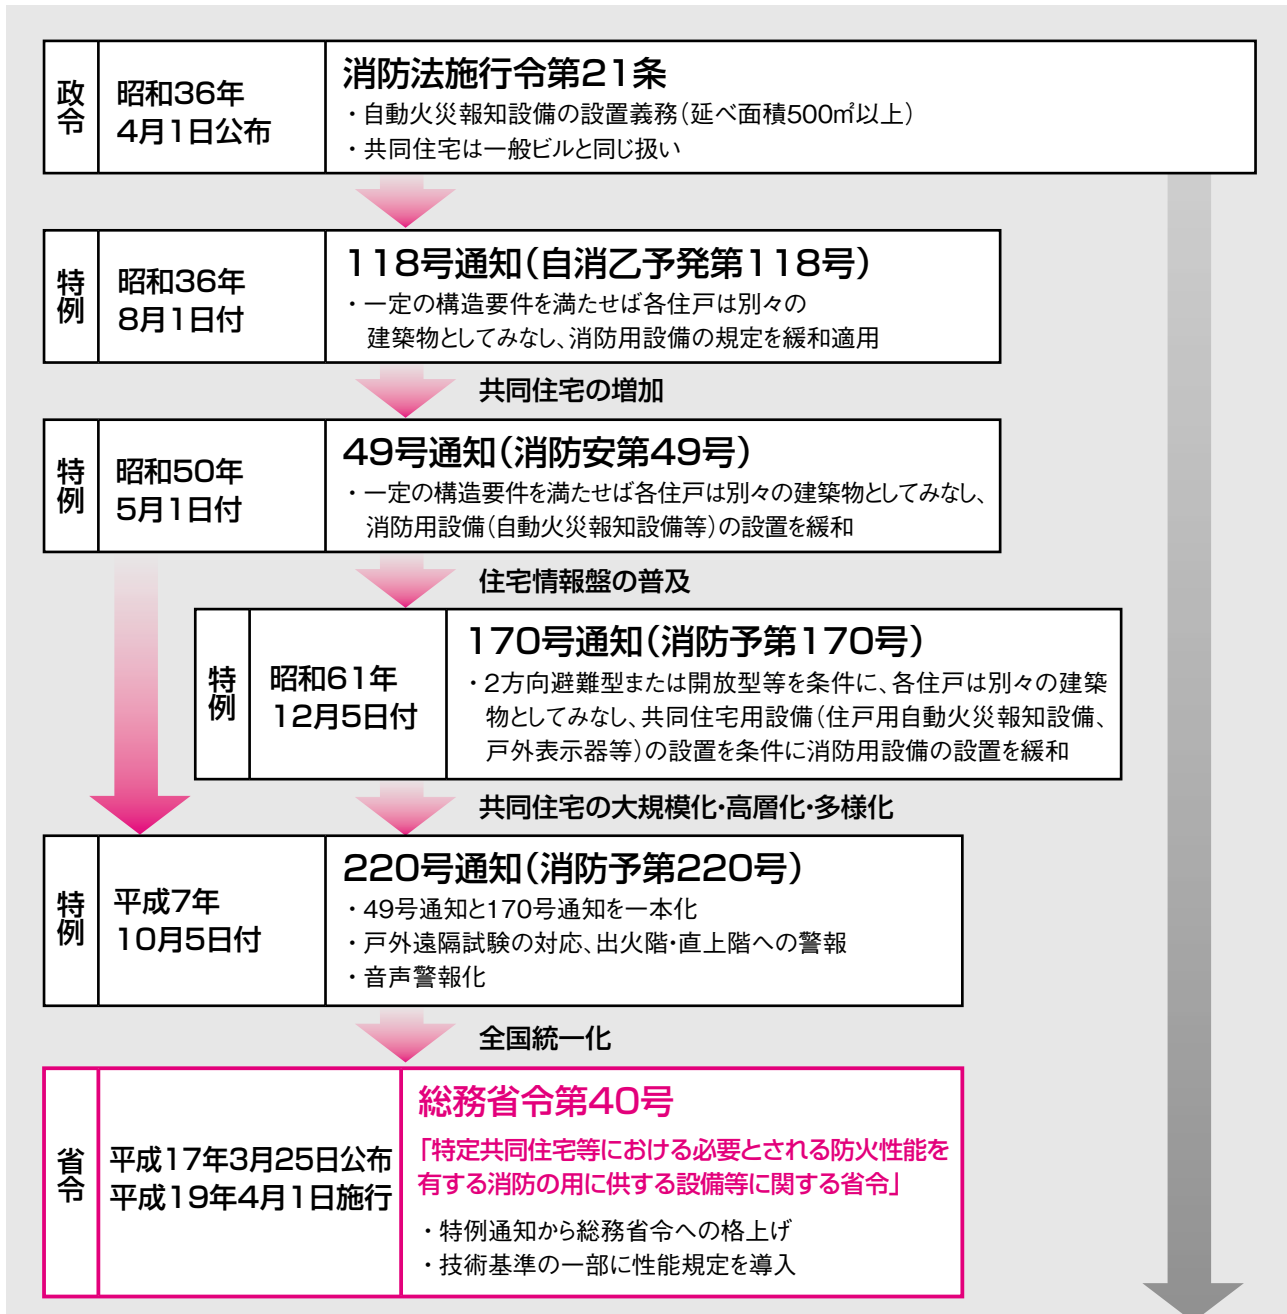 政令
昭和36年
4月1日公布
消防法施行令第21条
・自動火災報知設備の設置義務(延べ面積500㎡以上)
・共同住宅は一般ビルと同じ扱い
特例
昭和36年
8月1日付
118号通知(自消乙予発第118号)
・一定の構造要件を満たせば各住戸は別々の
建築物としてみなし、消防用設備の規定を緩和適用
共同住宅の増加
特例
昭和50年
5月1日付
49号通知(消防安第49号)
・一定の構造要件を満たせば各住戸は別々の建築物としてみなし、
消防用設備(自動火災報知設備等)の設置を緩和
住宅情報盤の普及
特例
昭和61年
12月5日付
170号通知(消防予第170号)
・2方向避難型または開放型等を条件に、各住戸は別々の建築
物としてみなし、共同住宅用設備(住戸用自動火災報知設備、
戸外表示器等)の設置を条件に消防用設備の設置を緩和
共同住宅の大規模化・高層化・多様化
特例
平成7年
10月5日付
220号通知(消防予第220号)
・49号通知と170号通知を一本化
・戸外遠隔試験の対応、出火階・直上階への警報
・音声警報化
全国統一化
省令
平成17年3月25日公布
平成19年4月1日施行
総務省令第40号
「特定共同住宅等における必要とされる防火性能を
有する消防の用に供する設備等に関する省令」
・特例通知から総務省令への格上げ
・技術基準の一部に性能規定を導入